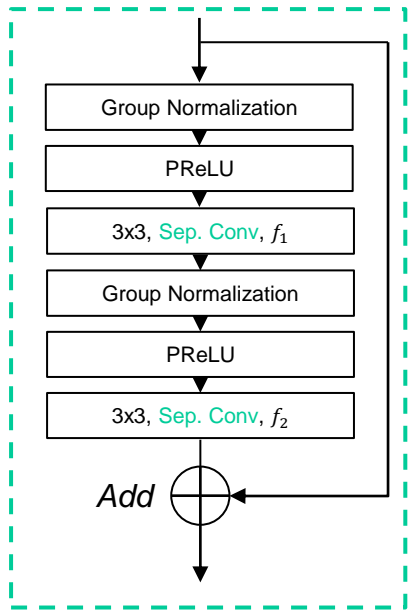 Group Normalization
PReLU
3x3, Sep. Conv, f₁
Group Normalization
PReLU
3x3, Sep. Conv, f₂
Add